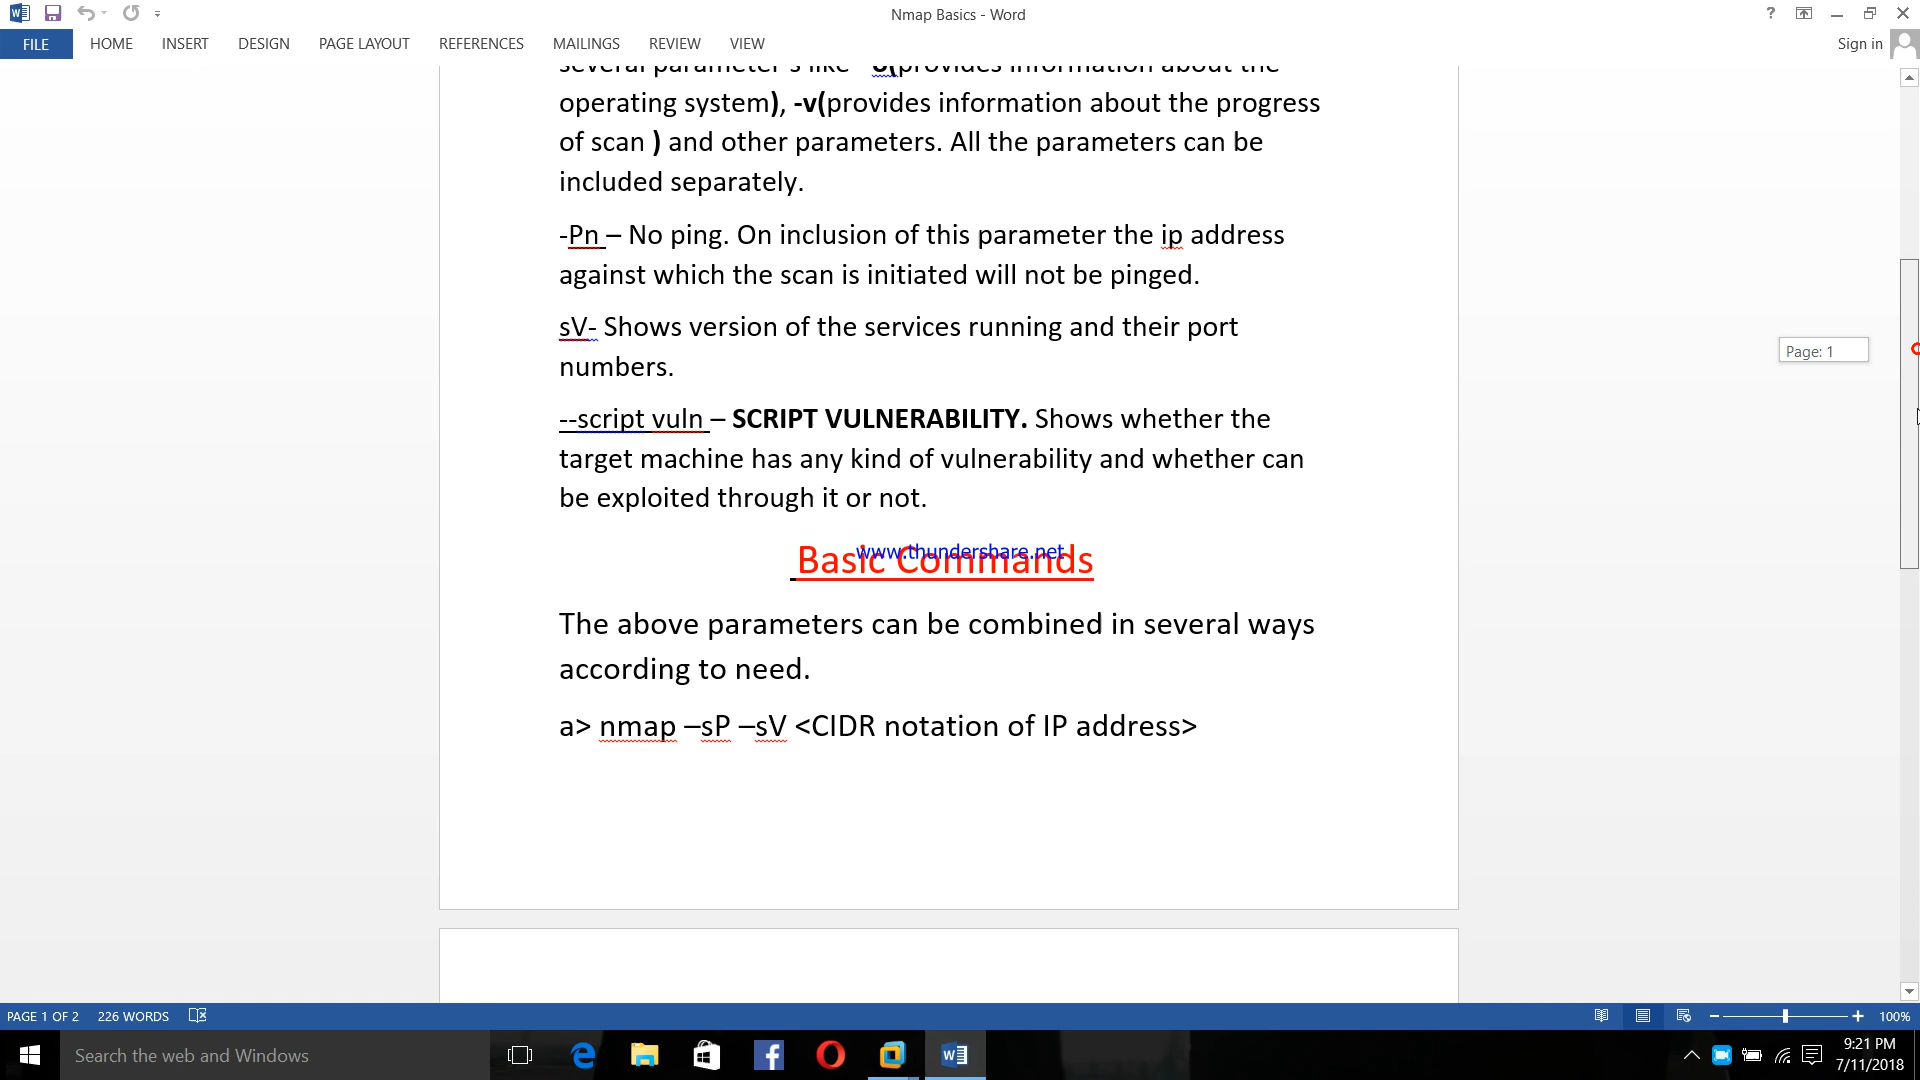 Nmap Basics - Word
FILE HOME INSERT DESIGN PAGE LAYOUT REFERENCES MAILINGS REVIEW VIEW Sign in
several parameter's like provides information about the
operating system), -v(provides information about the progress
of scan ) and other parameters. All the parameters can be
included separately.
-Pn – No ping. On inclusion of this parameter the ip address
against which the scan is initiated will not be pinged.
sV- Shows version of the services running and their port
numbers.
Page: 1
--script vuln – SCRIPT VULNERABILITY. Shows whether the
target machine has any kind of vulnerability and whether can
be exploited through it or not.
www.thundershare.net
Basic Commands
The above parameters can be combined in several ways
according to need.
a> nmap –sP –sV <CIDR notation of IP address>
PAGE 1 OF 2 226 WORDS 100%
Search the web and Windows
9:21 PM
7/11/2018